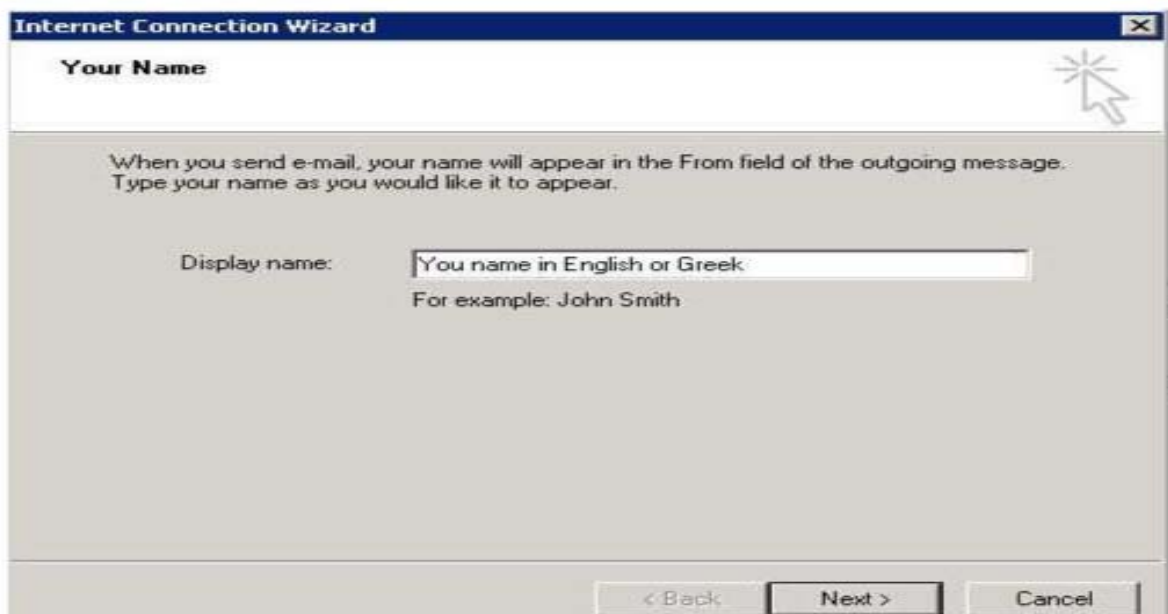 Internet Connection Wizard
Your Name
When you send e-mail, your name will appear in the From field of the outgoing message.
Type your name as you would like it to appear.
Display name: You name in English or Greek
For example: John Smith
< Back Next > Cancel